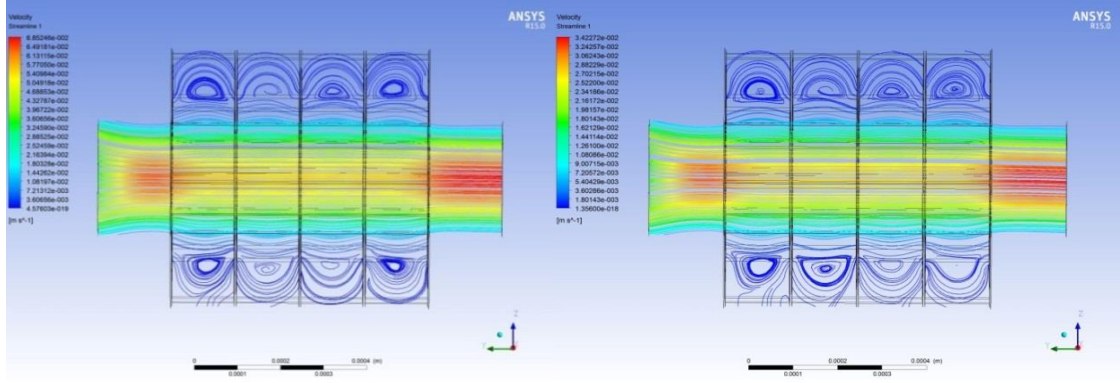 Velocity
Streamline 1
6.85246e-002
6.49181e-002
6.13115e-002
5.77050e-002
5.40984e-002
5.04918e-002
4.68853e-002
4.32787e-002
3.96722e-002
3.60656e-002
3.24590e-002
2.88525e-002
2.52459e-002
2.16394e-002
1.80328e-002
1.44262e-002
1.08197e-002
7.21312e-003
3.60656e-003
4.57803e-018
[m s^-1]
ANSYS
R15.0
0 0.0002 0.0004 (m)
0.0001 0.0003
Z
Y
Velocity
Streamline 1
3.42272e-002
3.24257e-002
3.06243e-002
2.88229e-002
2.70215e-002
2.52200e-002
2.34186e-002
2.16172e-002
1.98157e-002
1.80143e-002
1.62129e-002
1.44114e-002
1.26100e-002
1.08086e-002
9.00715e-003
7.20572e-003
5.40429e-003
3.60286e-003
1.80143e-003
1.35600e-018
[m s^-1]
ANSYS
R15.0
0 0.0002 0.0004 (m)
0.0001 0.0003
Z
Y